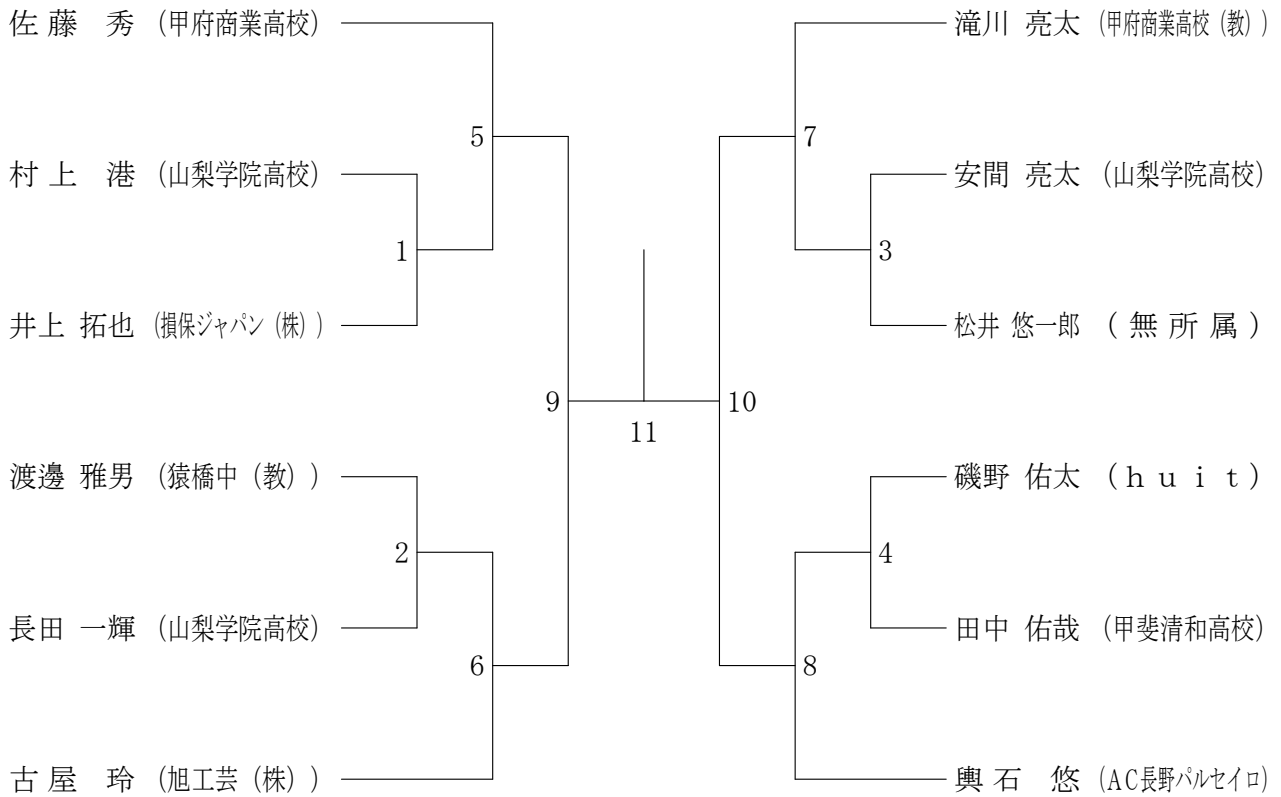 佐藤 秀 (甲府商業高校)
滝川 亮太 (甲府商業高校(教))
5
7
村上 港 (山梨学院高校)
安間 亮太 (山梨学院高校)
1
3
井上 拓也 (損保ジャパン(株))
松井 悠一郎 (無所属)
9
10
11
渡邊 雅男 (猿橋中(教))
磯野 佑太 (huit)
2
4
長田 一輝 (山梨学院高校)
田中 佑哉 (甲斐清和高校)
6
8
古屋 玲 (旭工芸(株))
輿石 悠 (AC長野パルセイロ)